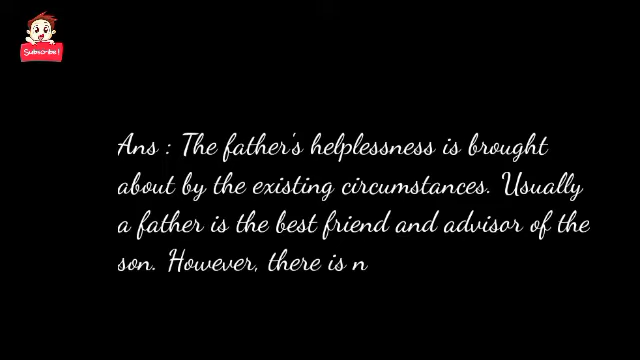 Subscribe!
Ans : The father's helplessness is brought
about by the existing circumstances. Usually
a father is the best friend and advisor of the
son. However, there is n